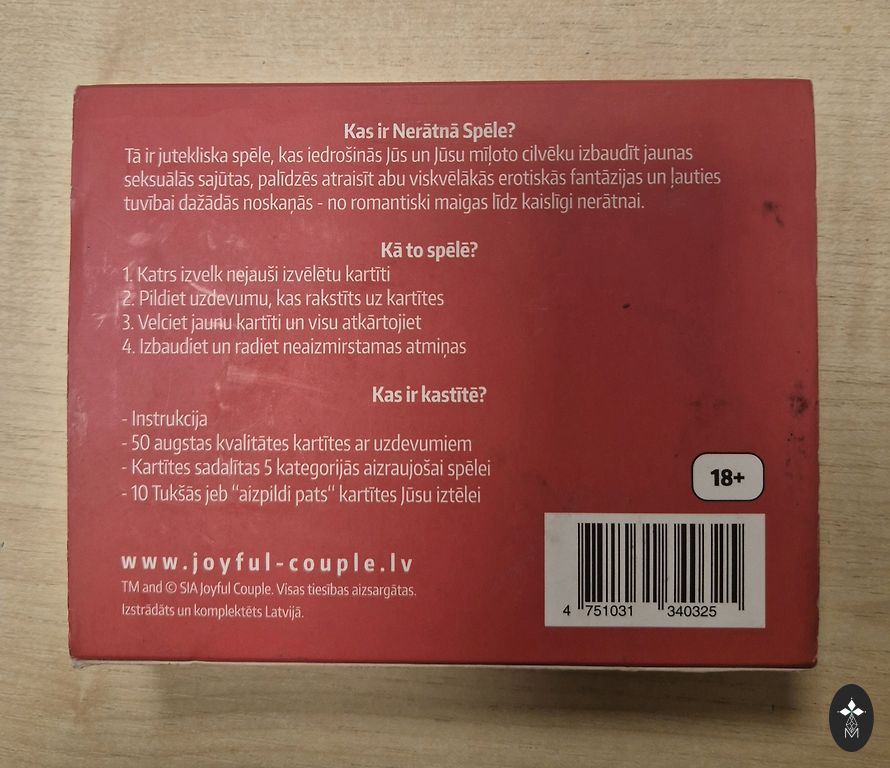 Kas ir Nerātnā Spēle?
Tā ir jutekliska spēle, kas iedrošinās Jūs un Jūsu mīļoto cilvēku izbaudīt jaunas
seksuālās sajūtas, palīdzēs atraisīt abu viskvēlākās erotiskās fantāzijas un ļauties
tuvībai dažādās noskaņās - no romantiski maigas līdz kaislīgi nerātnai.
Kā to spēlē?
1. Katrs izvelk nejauši izvēlētu kartīti
2. Pildiet uzdevumu, kas rakstīts uz kartītes
3. Velciet jaunu kartīti un visu atkārtojiet
4. Izbaudiet un radiet neaizmirstamas atmiņas
Kas ir kastītē?
- Instrukcija
- 50 augstas kvalitātes kartītes ar uzdevumiem
- Kartītes sadalītas 5 kategorijās aizraujošai spēlei
- 10 Tukšās jeb “aizpildi pats“ kartītes Jūsu iztēlei
18+
www.joyful-couple.lv
TM and © SIA Joyful Couple. Visas tiesības aizsargātas.
Izstrādāts un komplektēts Latvijā.
4 751031 340325
M